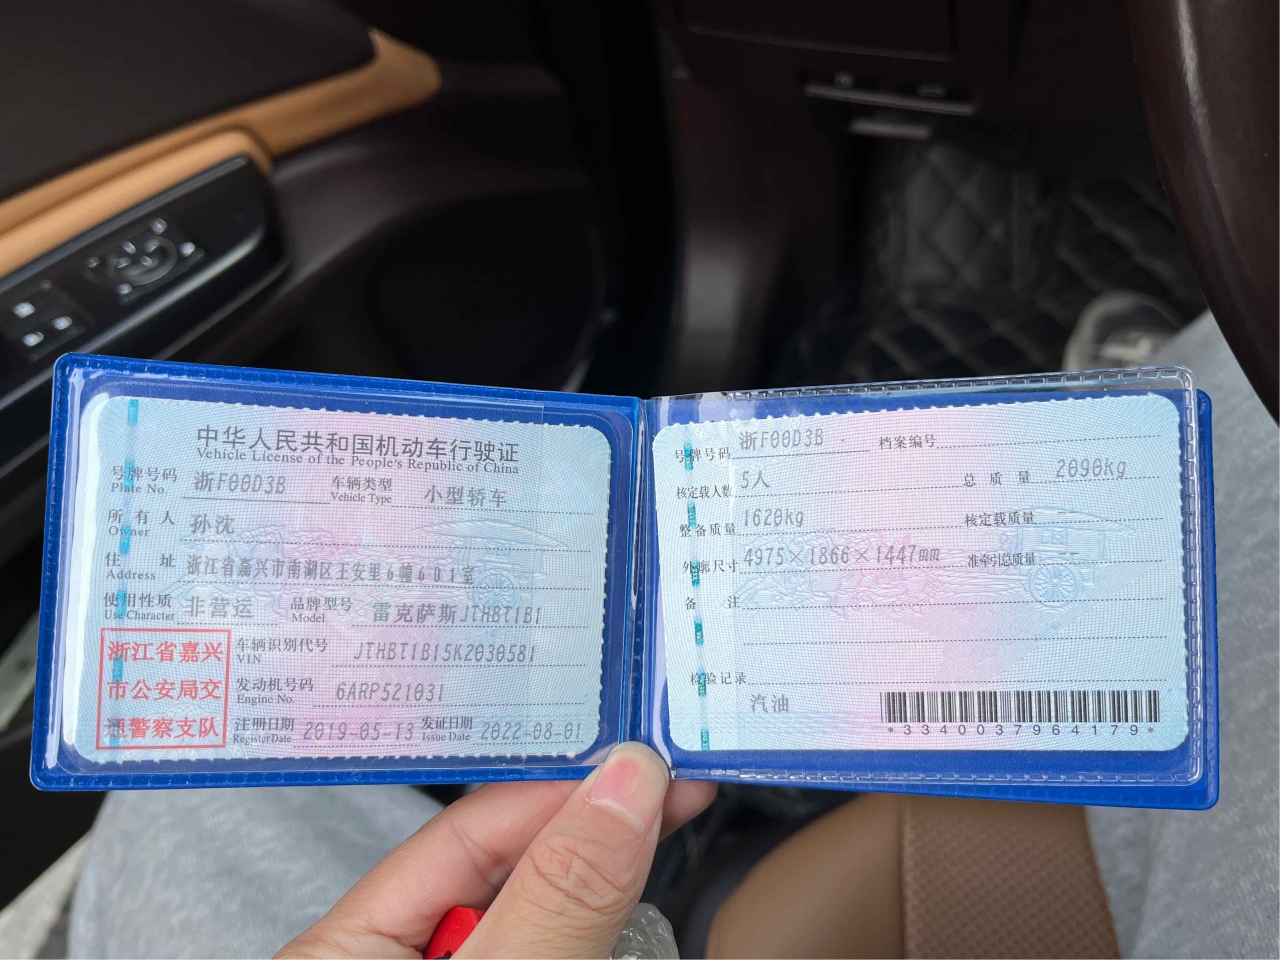 中华人民共和国机动车行驶证
Vehicle License of the People's Republic of China
号牌号码 浙F00D3B 车辆类型 小型轿车
Plate No. Vehicle Type
所有人 孙沈
Owner
住址 浙江省嘉兴市南湖区王安里6幢601室
Address
使用性质 非营运 品牌型号 雷克萨斯JTHBT1B1
Use Character Model
浙江省嘉兴
市公安局交
通警察支队
车辆识别代号 JTHBT1B15K2030581
VIN
发动机号码 6ARP521031
Engine No.
注册日期 2019-05-13 发证日期 2022-08-01
Register Date Issue Date
号牌号码 浙F00D3B 档案编号
核定载人数 5人 总质量 2090kg
整备质量 1620kg 核定载质量
外廓尺寸 4975×1866×1447mm 准牵引总质量
备注
检验记录
汽油
*3340037964179*